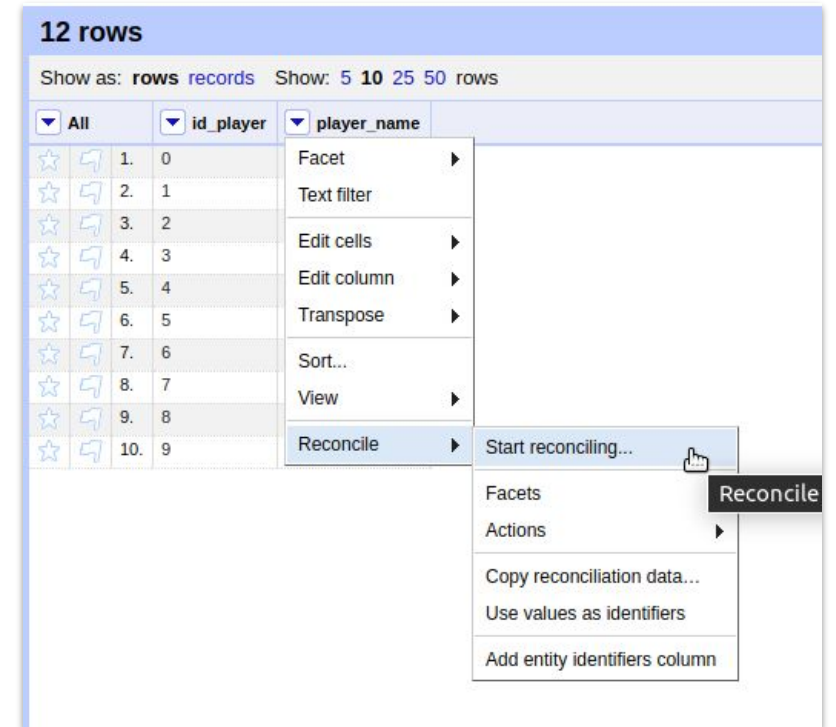 12 rows
Show as: rows records Show: 5 10 25 50 rows
All id_player player_name
1. 0
2. 1
3. 2
4. 3
5. 4
6. 5
7. 6
8. 7
9. 8
10. 9
Facet
Text filter
Edit cells
Edit column
Transpose
Sort...
View
Reconcile
Start reconciling...
Facets
Reconcile
Actions
Copy reconciliation data...
Use values as identifiers
Add entity identifiers column